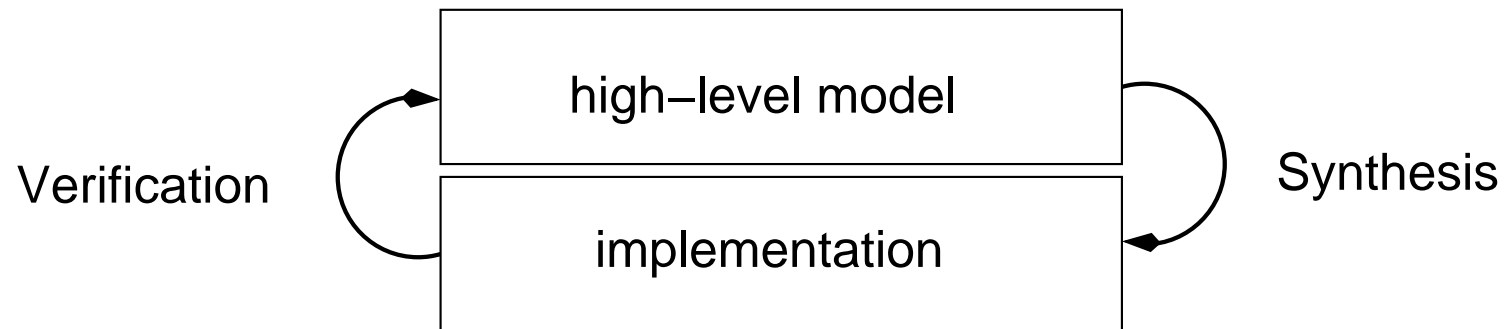 high–level model
Verification
Synthesis
implementation